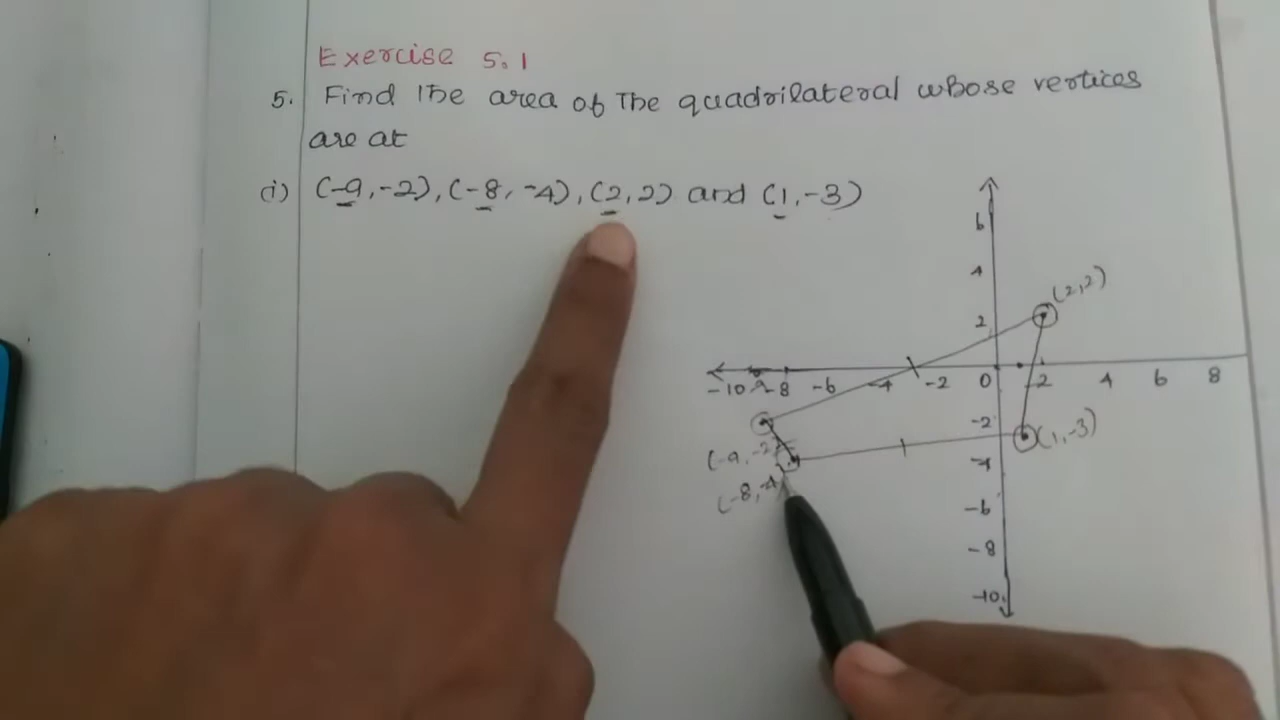 Exercise 5.1
5. Find the area of the quadrilateral whose vertices
are at
(i) (-9,-2), (-8,-4), (2,2) and (1,-3)
6
4
(2,2)
2
-10 -9 -8 -6 -4 -2 0 2 4 6 8
-2
(1,-3)
(-9,-2)
-4
(-8,-4)
-6
-8
-10